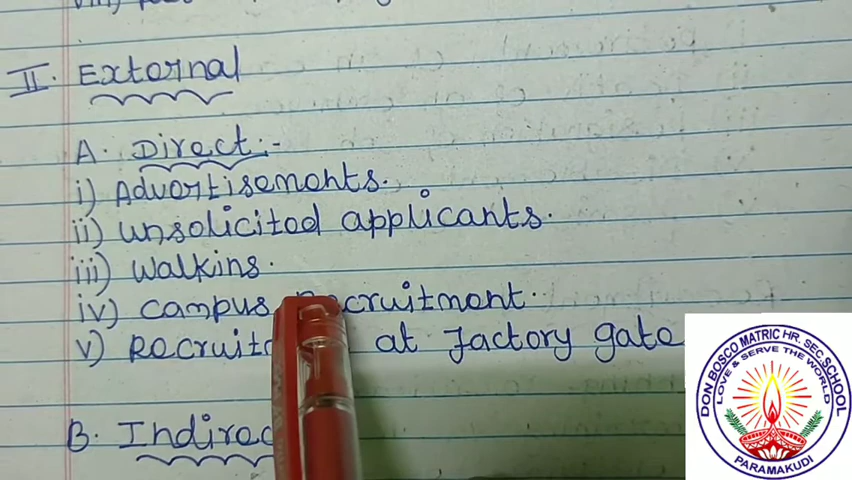 II. External
A. Direct:-
i) Advertisements.
ii) unsolicited applicants.
iii) Walkins.
iv) campus recruitment.
v) at factory gate
B.
DON BOSCO MATRIC HR. SEC. SCHOOL
LOVE & SERVE THE WORLD
PARAMAKUDI